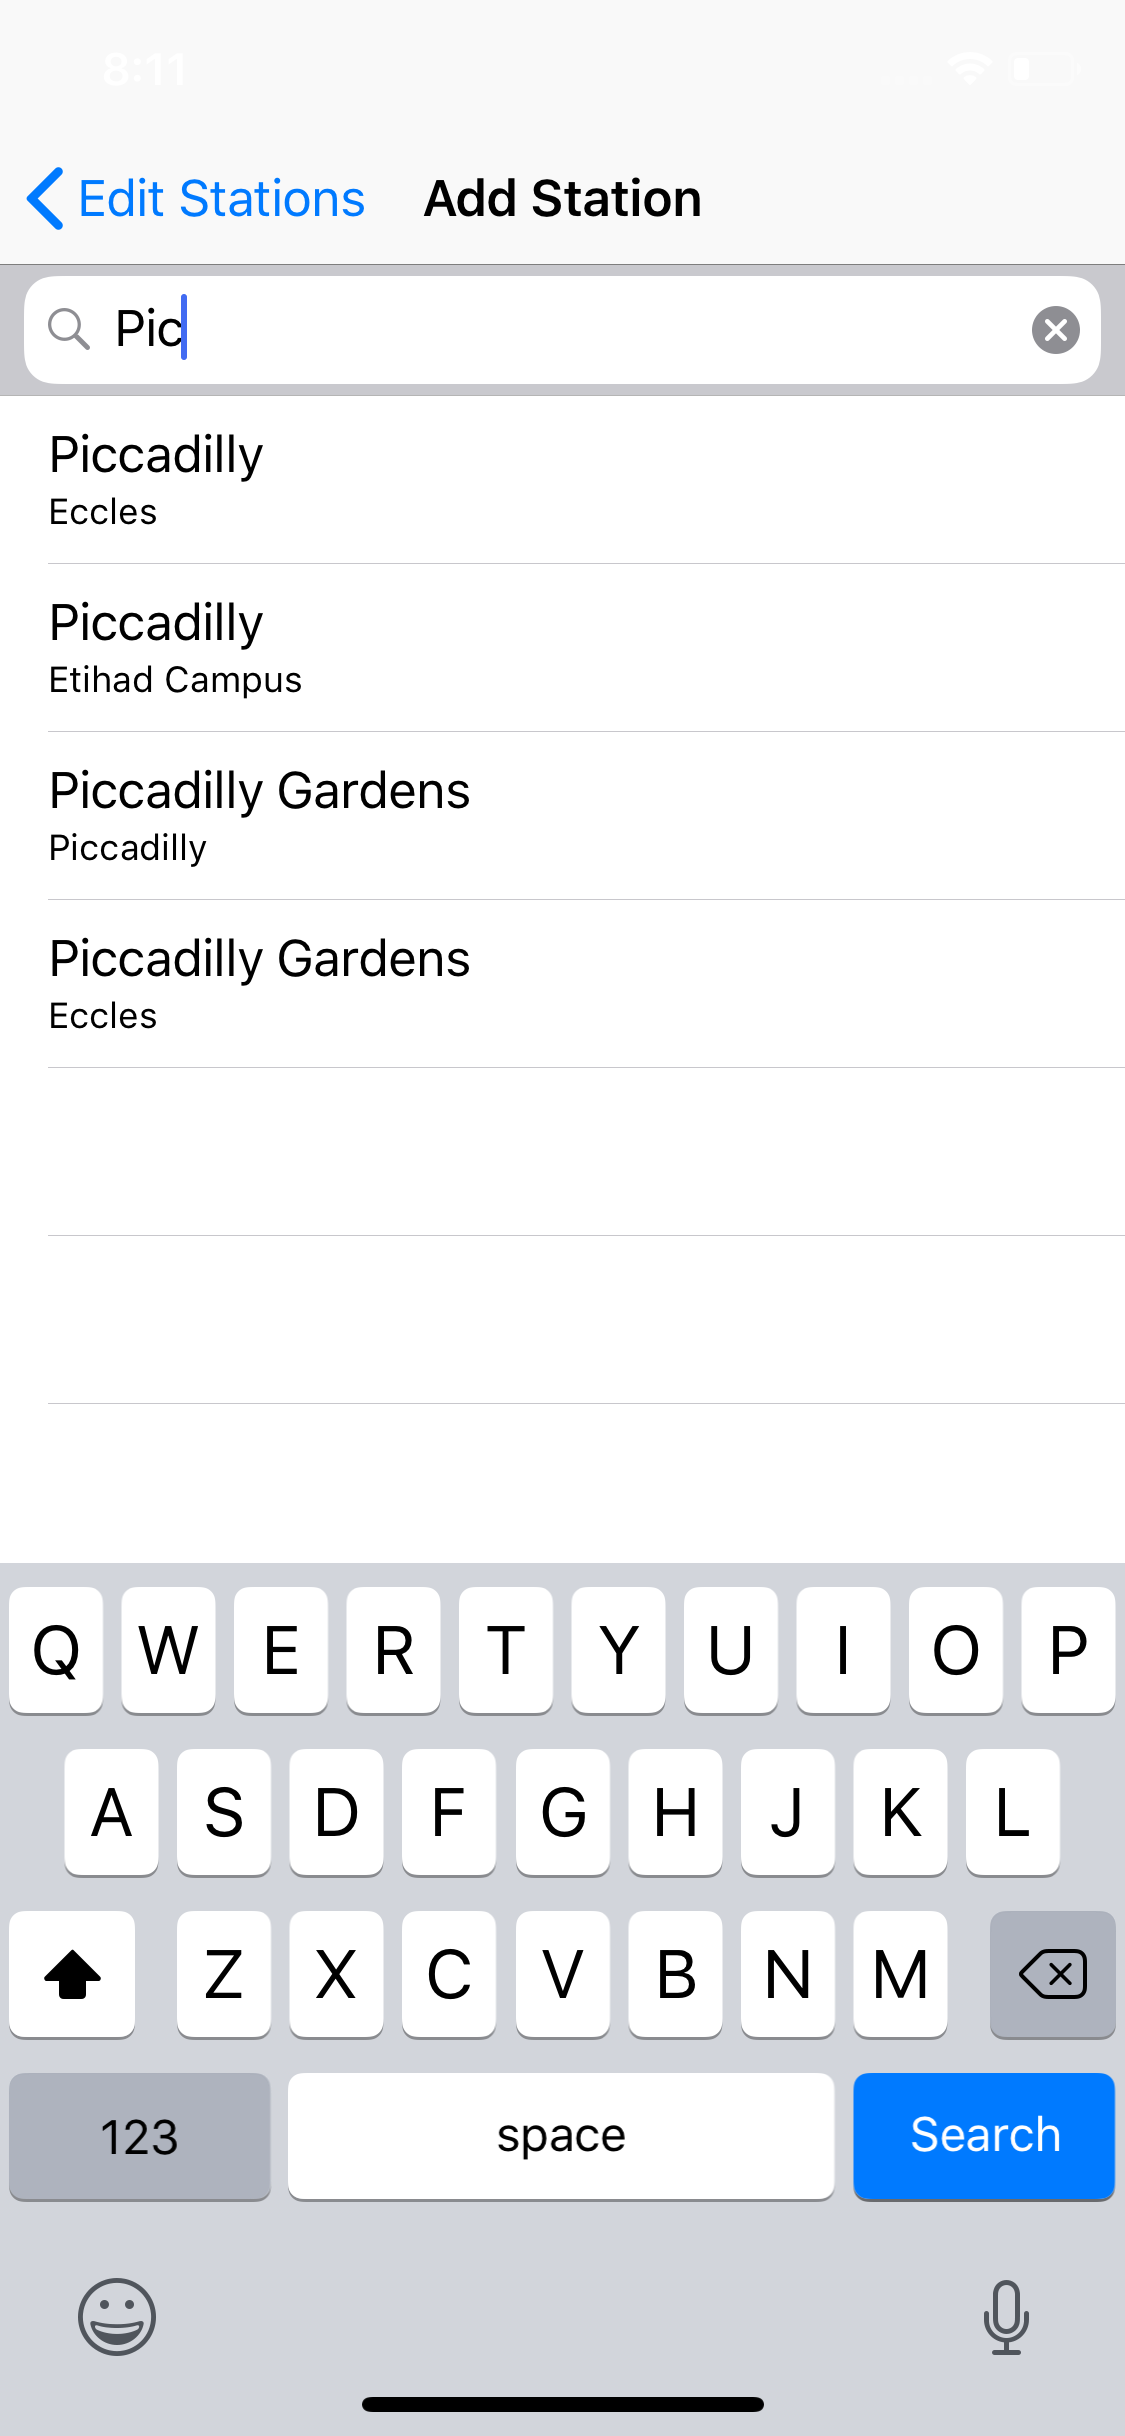 8:11
Edit Stations Add Station
Pic
Piccadilly
Eccles
Piccadilly
Etihad Campus
Piccadilly Gardens
Piccadilly
Piccadilly Gardens
Eccles
Q W E R T Y U I O P
A S D F G H J K L
Z X C V B N M
123 space Search